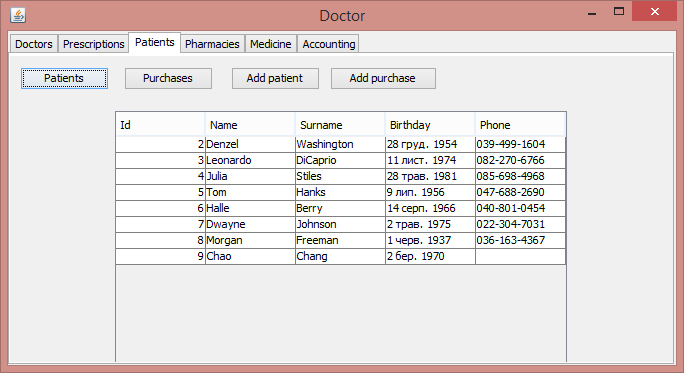 Doctor
Doctors Prescriptions Patients Pharmacies Medicine Accounting
Patients Purchases Add patient Add purchase
Id Name Surname Birthday Phone
2 Denzel Washington 28 груд. 1954 039-499-1604
3 Leonardo DiCaprio 11 лист. 1974 082-270-6766
4 Julia Stiles 28 трав. 1981 085-698-4968
5 Tom Hanks 9 лип. 1956 047-688-2690
6 Halle Berry 14 серп. 1966 040-801-0454
7 Dwayne Johnson 2 трав. 1975 022-304-7031
8 Morgan Freeman 1 черв. 1937 036-163-4367
9 Chao Chang 2 бер. 1970